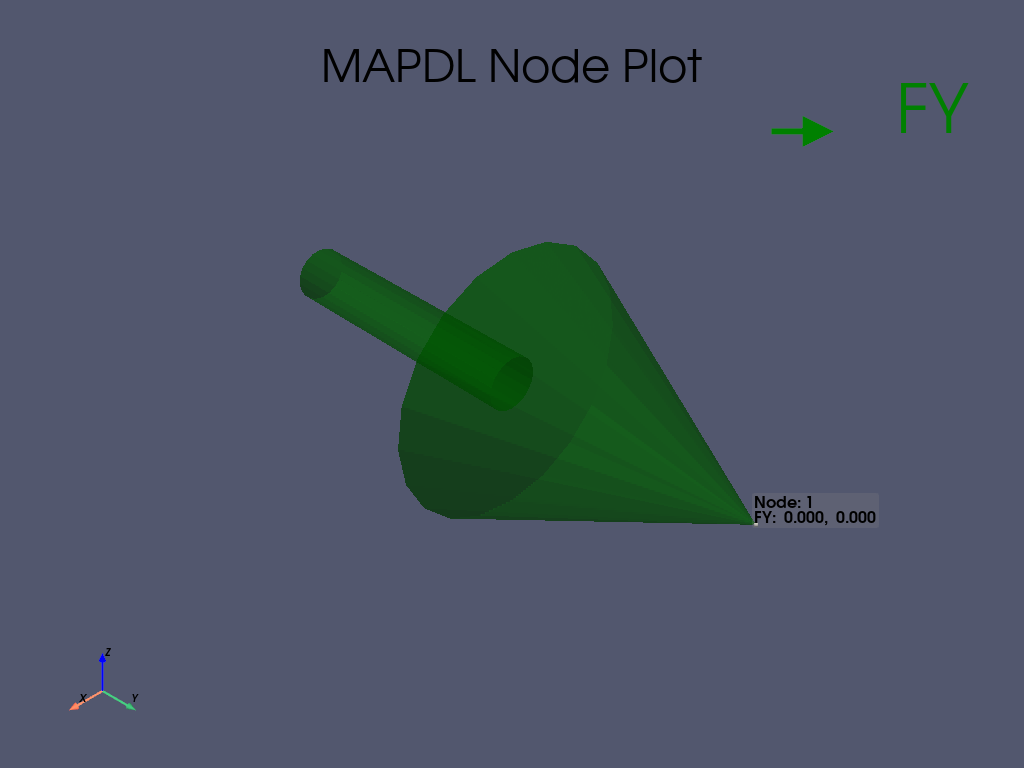 MAPDL Node Plot
FY
Node: 1
FY: 0.000, 0.000
Z
X
Y